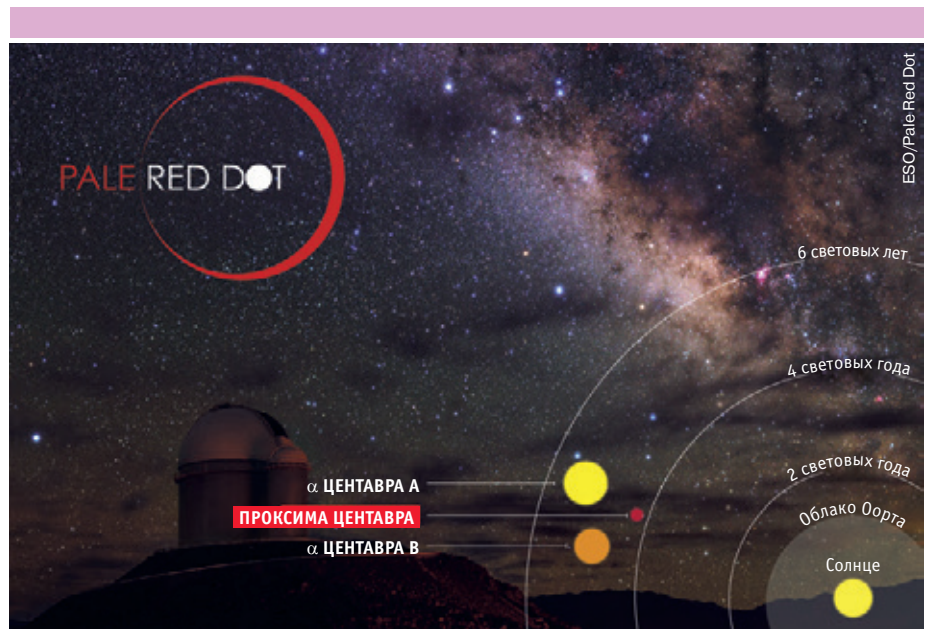 ESO/Pale Red Dot
PALE RED DOT
6 световых лет
4 световых года
2 световых года
Облако Оорта
Солнце
α ЦЕНТАВРА A
ПРОКСИМА ЦЕНТАВРА
α ЦЕНТАВРА B